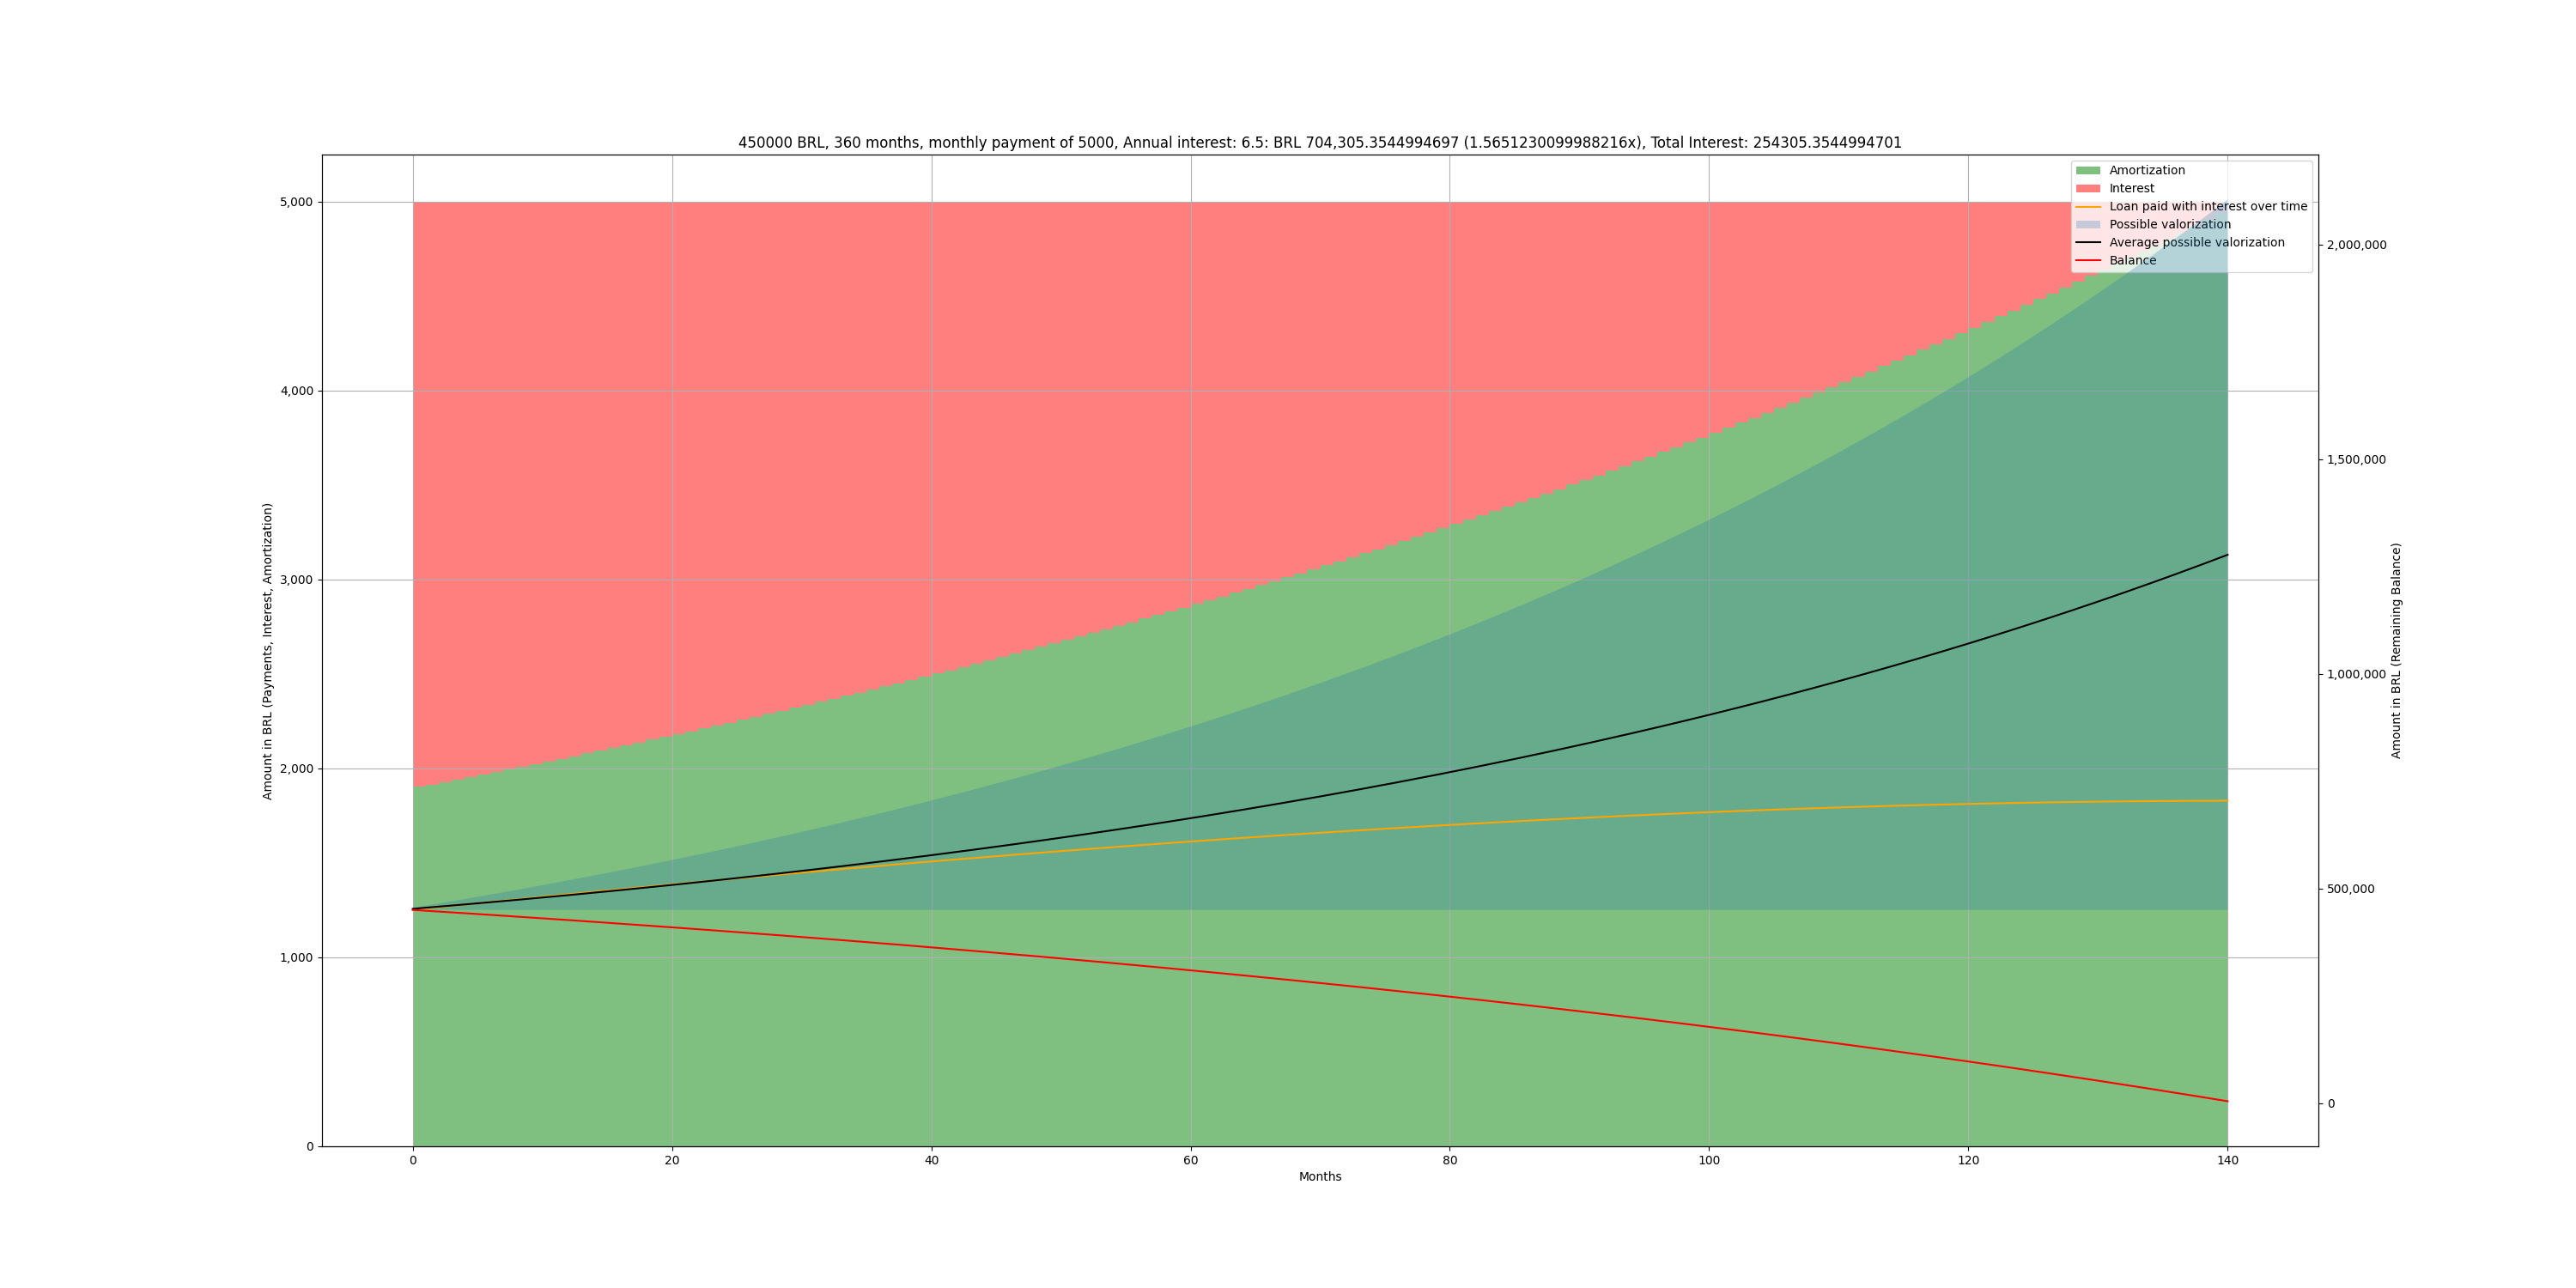 450000 BRL, 360 months, monthly payment of 5000, Annual interest: 6.5: BRL 704,305.3544994697 (1.5651230099988216x), Total Interest: 254305.3544994701
Amortization
Interest
Loan paid with interest over time
Possible valorization
Average possible valorization
Balance
Amount in BRL (Payments, Interest, Amortization)
5,000
4,000
3,000
2,000
1,000
0
2,000,000
1,500,000
1,000,000
500,000
0
Amount in BRL (Remaining Balance)
0 20 40 60 80 100 120 140
Months